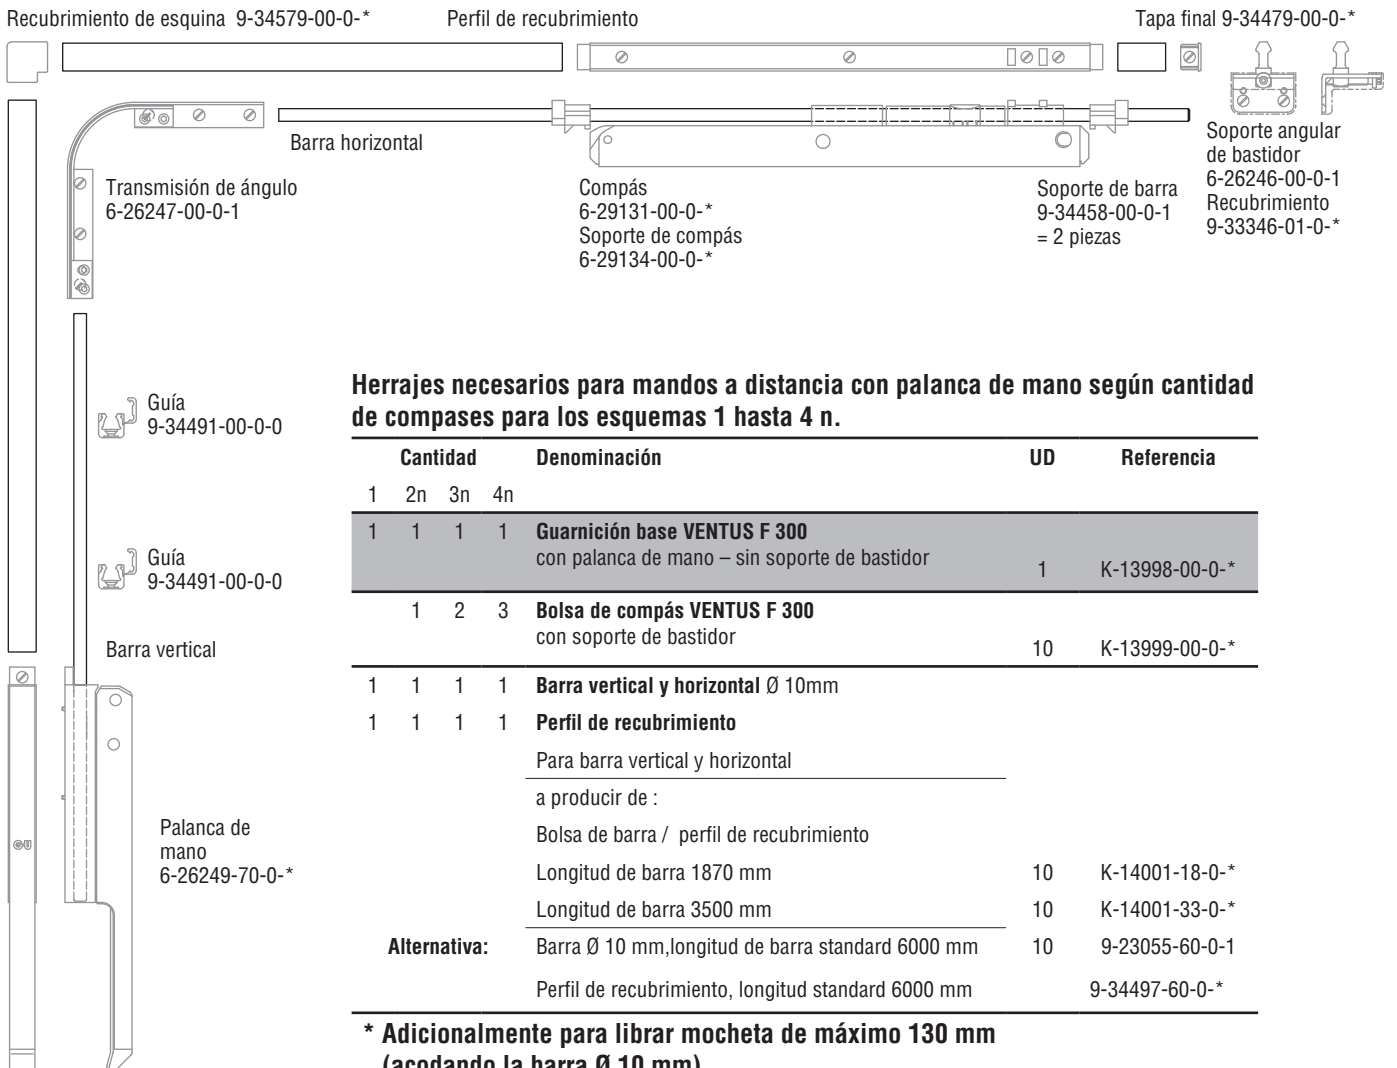 Recubrimiento de esquina 9-34579-00-0-*
Perfil de recubrimiento
Tapa final 9-34479-00-0-*
Barra horizontal
Transmisión de ángulo
6-26247-00-0-1
Compás
6-29131-00-0-*
Soporte de compás
6-29134-00-0-*
Soporte de barra
9-34458-00-0-1
= 2 piezas
Soporte angular
de bastidor
6-26246-00-0-1
Recubrimiento
9-33346-01-0-*
Guía
9-34491-00-0-0
Guía
9-34491-00-0-0
Barra vertical
Palanca de
mano
6-26249-70-0-*
Herrajes necesarios para mandos a distancia con palanca de mano según cantidad
de compases para los esquemas 1 hasta 4 n.
Cantidad Denominación UD Referencia
1 2n 3n 4n
1 1 1 1 Guarnición base VENTUS F 300
con palanca de mano – sin soporte de bastidor 1 K-13998-00-0-*
1 2 3 Bolsa de compás VENTUS F 300
con soporte de bastidor 10 K-13999-00-0-*
1 1 1 1 Barra vertical y horizontal Ø 10mm
1 1 1 1 Perfil de recubrimiento
Para barra vertical y horizontal
a producir de :
Bolsa de barra / perfil de recubrimiento
Longitud de barra 1870 mm 10 K-14001-18-0-*
Longitud de barra 3500 mm 10 K-14001-33-0-*
Alternativa: Barra Ø 10 mm,longitud de barra standard 6000 mm 10 9-23055-60-0-1
Perfil de recubrimiento, longitud standard 6000 mm 9-34497-60-0-*
* Adicionalmente para librar mocheta de máximo 130 mm
(acodando la barra Ø 10 mm)